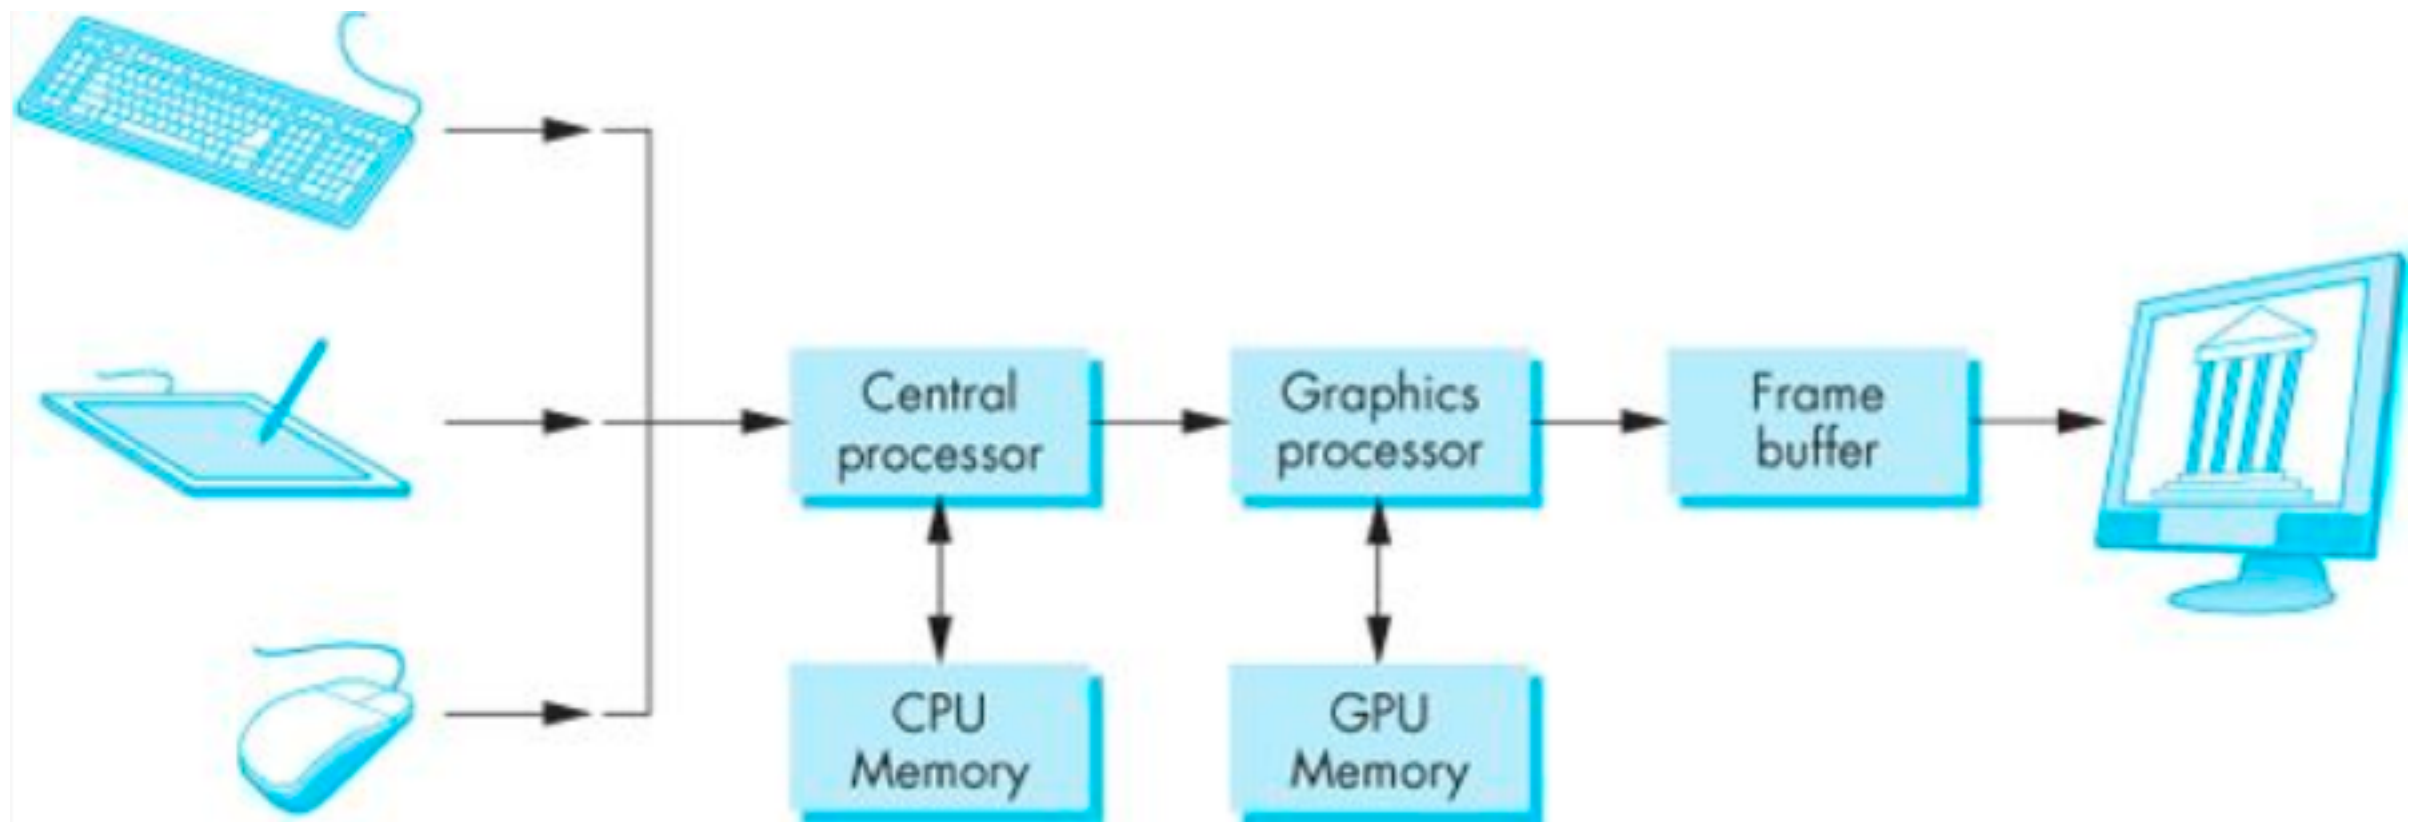 Central
processor
Graphics
processor
Frame
buffer
CPU
Memory
GPU
Memory